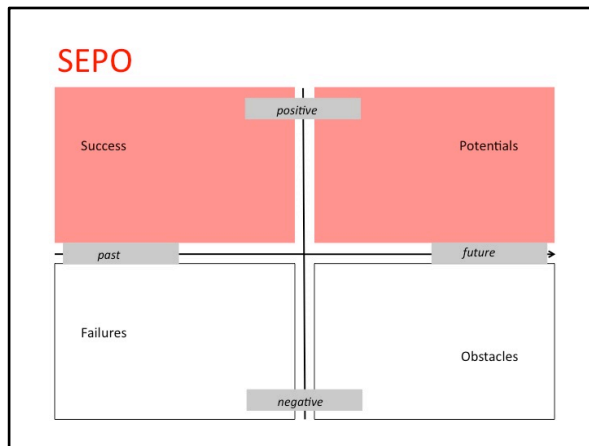 SEPO
positive
Success
Potentials
past
future
Failures
Obstacles
negative